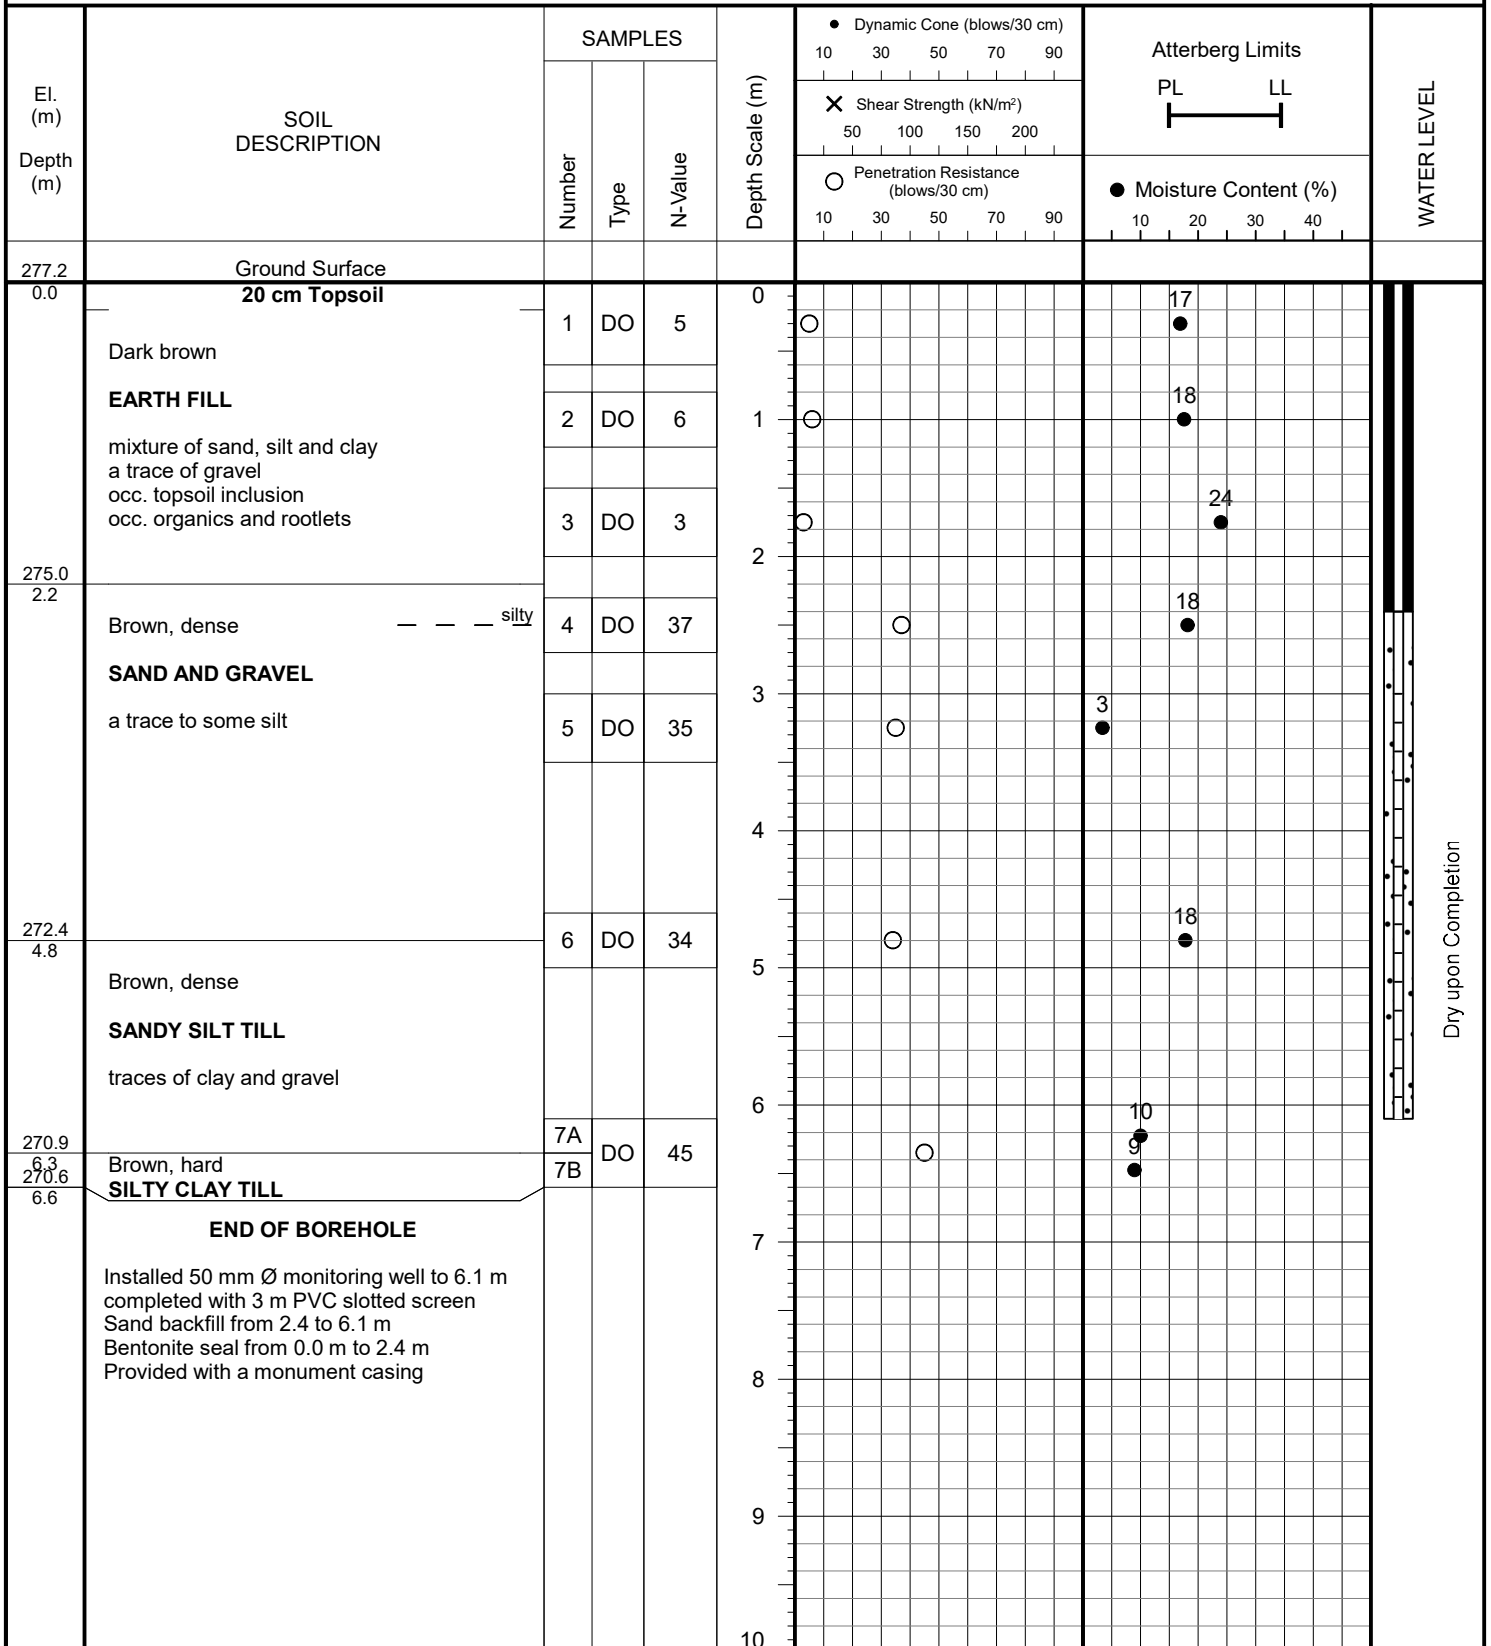 El.
(m)
Depth
(m)
SOIL
DESCRIPTION
SAMPLES
Number
Type
N-Value
Depth Scale (m)
Dynamic Cone (blows/30 cm)
10 30 50 70 90
Shear Strength (kN/m²)
50 100 150 200
Penetration Resistance
(blows/30 cm)
10 30 50 70 90
Atterberg Limits
PL LL
Moisture Content (%)
10 20 30 40
WATER LEVEL
277.2 Ground Surface
0.0 20 cm Topsoil 0
17
1 DO 5
Dark brown
EARTH FILL
18
2 DO 6 1
mixture of sand, silt and clay
a trace of gravel
occ. topsoil inclusion
occ. organics and rootlets
24
3 DO 3
2
275.0
2.2
18
Brown, dense silty 4 DO 37
SAND AND GRAVEL
3
3
a trace to some silt
5 DO 35
4
Dry upon Completion
18
272.4
4.8
6 DO 34
5
Brown, dense
SANDY SILT TILL
traces of clay and gravel
6
10
7A
DO 45
9
270.9
6.3
Brown, hard
7B
270.6
6.6
SILTY CLAY TILL
END OF BOREHOLE
7
Installed 50 mm Ø monitoring well to 6.1 m
completed with 3 m PVC slotted screen
Sand backfill from 2.4 to 6.1 m
Bentonite seal from 0.0 m to 2.4 m
Provided with a monument casing
8
9
10